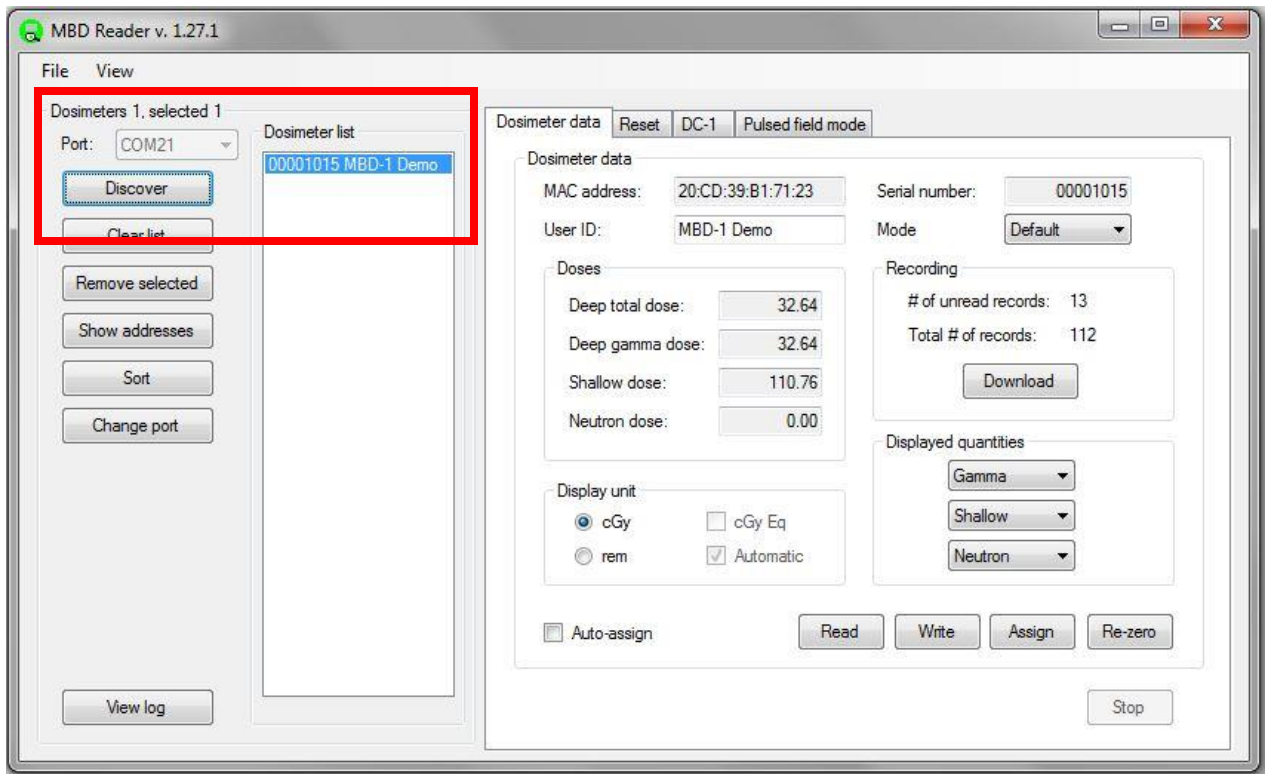 MBD Reader v. 1.27.1
File View
Dosimeters 1, selected 1
Port: COM21
Discover
Clear list
Remove selected
Show addresses
Sort
Change port
View log
Dosimeter list
00001015 MBD-1 Demo
Dosimeter data Reset DC-1 Pulsed field mode
Dosimeter data
MAC address: 20:CD:39:B1:71:23 Serial number: 00001015
User ID: MBD-1 Demo Mode Default
Doses
Deep total dose: 32.64
Deep gamma dose: 32.64
Shallow dose: 110.76
Neutron dose: 0.00
Recording
# of unread records: 13
Total # of records: 112
Download
Display unit
cGy cGy Eq
rem Automatic
Displayed quantities
Gamma
Shallow
Neutron
Auto-assign Read Write Assign Re-zero
Stop